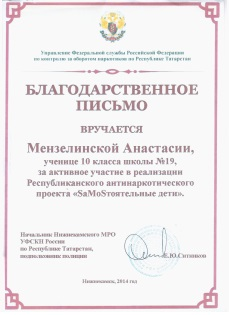 Управление Федеральной службы Российской Федерации
по контролю за оборотом наркотиков по Республике Татарстан
БЛАГОДАРСТВЕННОЕ
ПИСЬМО
ВРУЧАЕТСЯ
Мензелинской Анастасии,
ученице 10 класса школы №19,
за активное участие в реализации
Республиканского антинаркотического
проекта «SaMoSтоятельные дети».
Начальник Нижнекамского МРО
УФСКН России
по Республике Татарстан,
подполковник полиции
Ю.Ситников
Нижнекамск, 2014 год